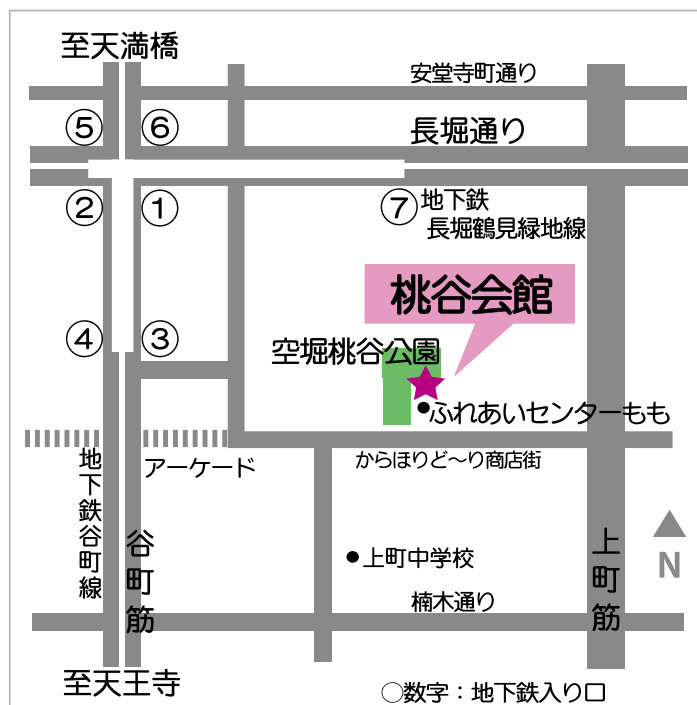 至天満橋
安堂寺町通り
⑤
⑥
長堀通り
②
①
⑦
地下鉄
長堀鶴見緑地線
桃谷会館
④
③
空堀桃谷公園
ふれあいセンターもも
アーケード
からほりど~り商店街
地下鉄谷町線
谷町筋
上町中学校
上町筋
N
楠木通り
至天王寺
◯数字:地下鉄入り口